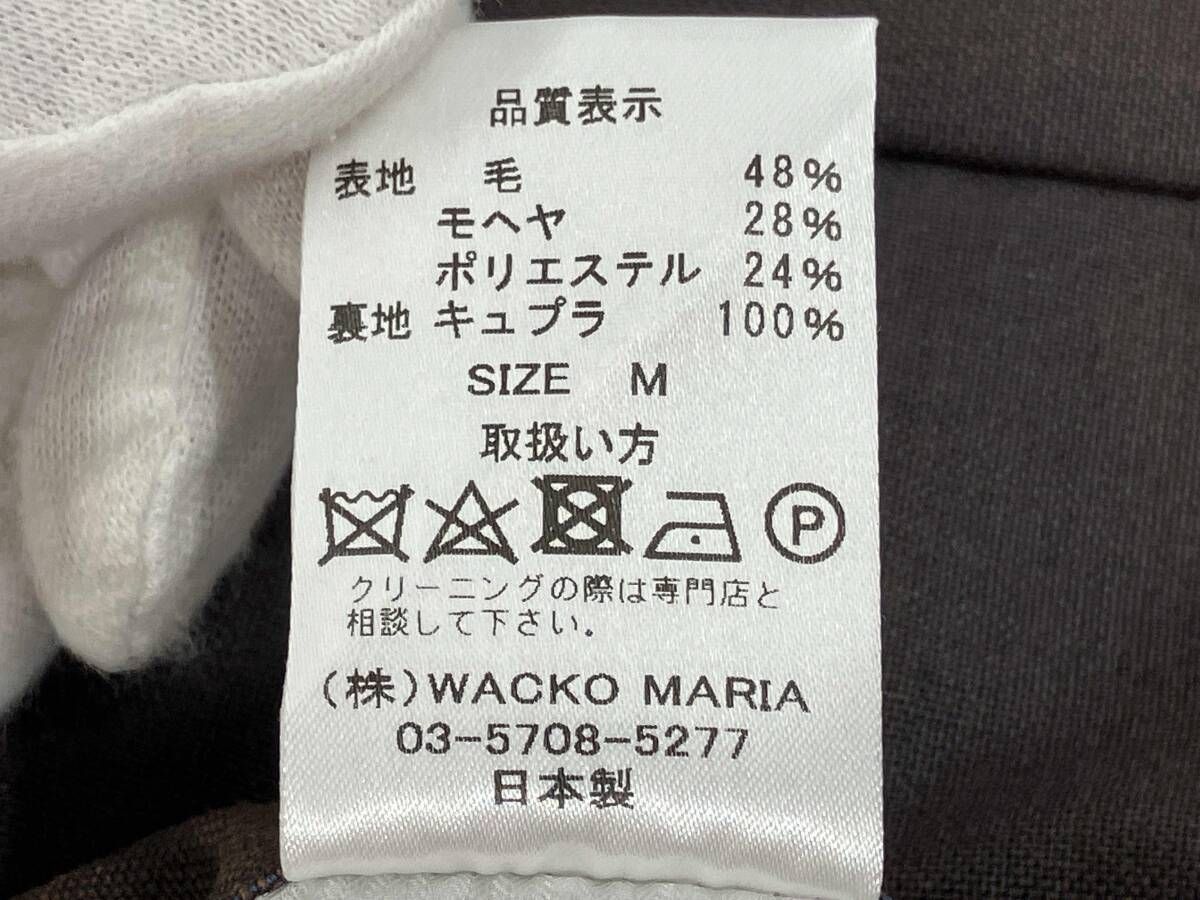 品質表示
表地 毛 48%
モヘヤ 28%
ポリエステル 24%
裏地 キュプラ 100%
SIZE M
取扱い方
P
クリーニングの際は専門店と
相談して下さい。
(株)WACKO MARIA
03-5708-5277
日本製